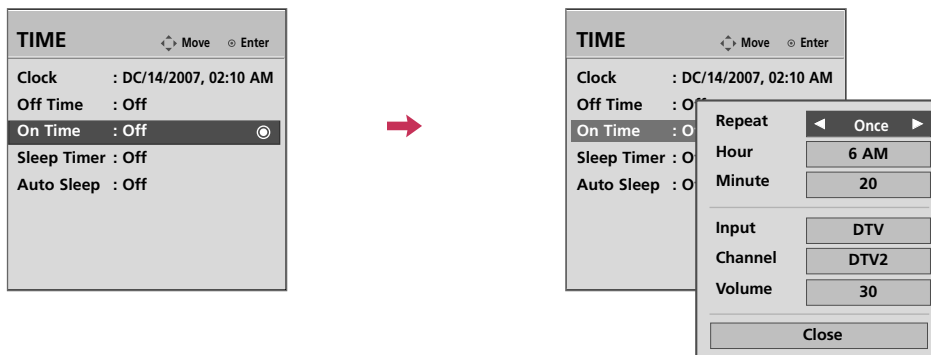 TIME Move Enter
Clock : DC/14/2007, 02:10 AM
Off Time : Off
On Time : Off
Sleep Timer : Off
Auto Sleep : Off
TIME Move Enter
Clock : DC/14/2007, 02:10 AM
Off Time
On Time
Sleep Timer
Auto Sleep
Repeat Once
Hour 6 AM
Minute 20
Input DTV
Channel DTV2
Volume 30
Close